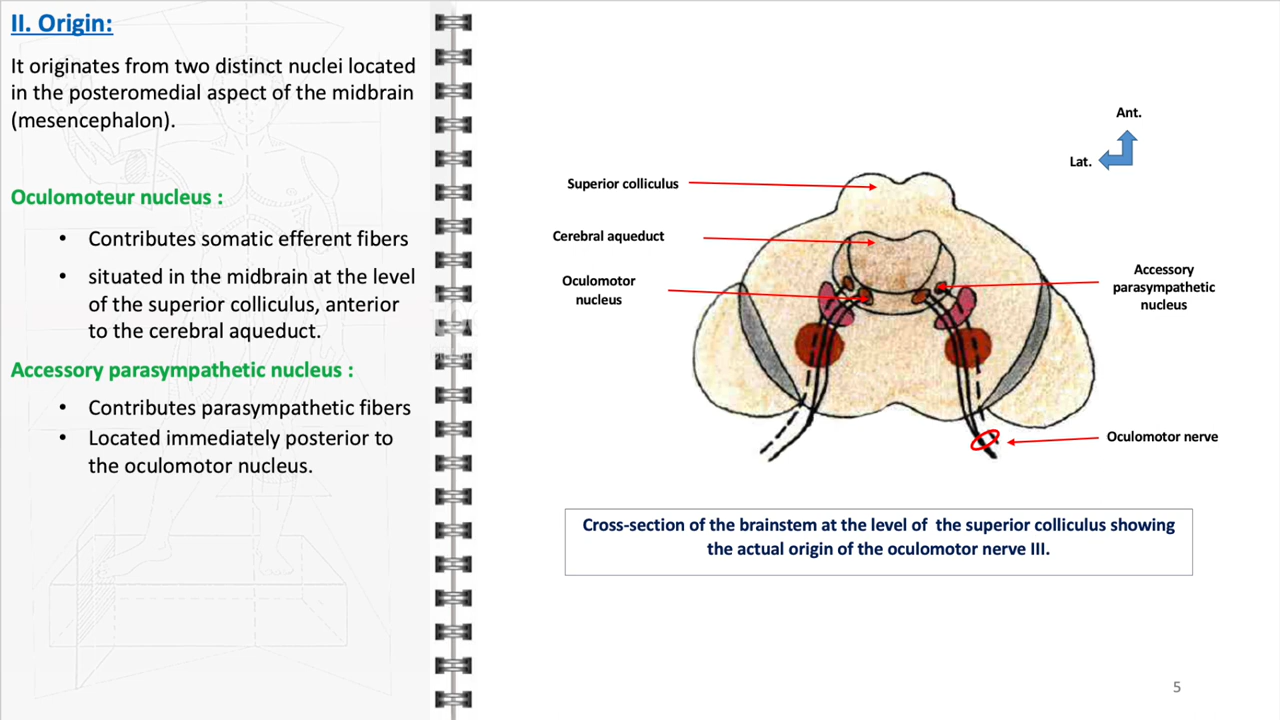 II. Origin:
It originates from two distinct nuclei located
in the posteromedial aspect of the midbrain
(mesencephalon).
Oculomoteur nucleus :
• Contributes somatic efferent fibers
• situated in the midbrain at the level
of the superior colliculus, anterior
to the cerebral aqueduct.
Accessory parasympathetic nucleus :
• Contributes parasympathetic fibers
• Located immediately posterior to
the oculomotor nucleus.
Ant.
Lat.
Superior colliculus
Cerebral aqueduct
Oculomotor
nucleus
Accessory
parasympathetic
nucleus
Oculomotor nerve
Cross-section of the brainstem at the level of the superior colliculus showing
the actual origin of the oculomotor nerve III.
5